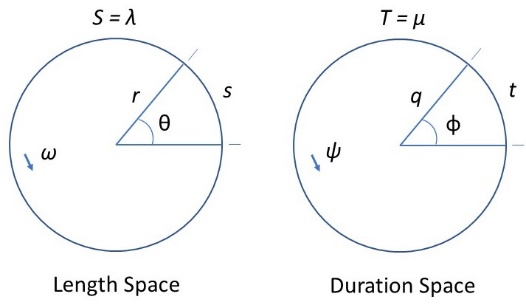 S = λ
T = μ
r
s
θ
ω
q
t
ϕ
ψ
Length Space
Duration Space